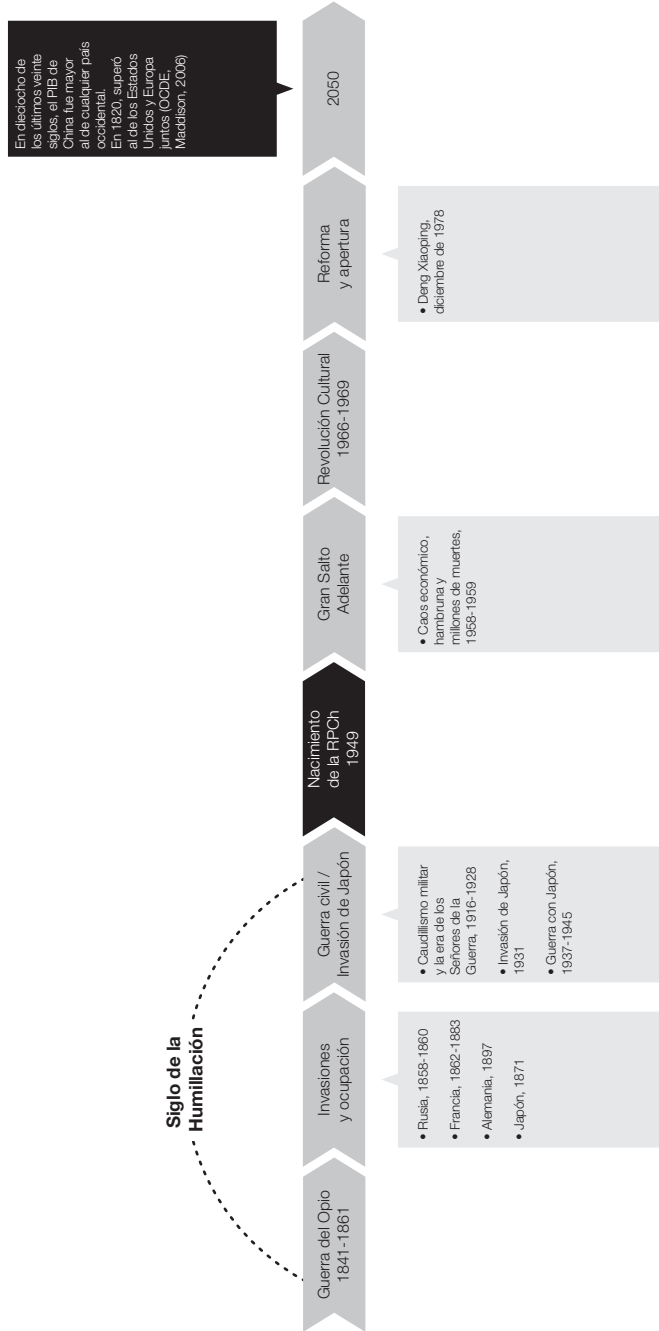 Siglo de la
Humillación
Guerra del Opio
1841-1861
Invasiones
y ocupación
• Rusia, 1858-1860
• Francia, 1862-1883
• Alemania, 1897
• Japón, 1871
Guerra civil /
Invasión de Japón
• Caudillismo militar
y la era de los
Señores de la
Guerra, 1916-1928
• Invasión de Japón,
1931
• Guerra con Japón,
1937-1945
Nacimiento
de la RPCh
1949
Gran Salto
Adelante
• Caos económico,
hambruna y
millones de muertes,
1958-1959
Revolución Cultural
1966-1969
Reforma
y apertura
• Deng Xiaoping,
diciembre de 1978
2050
En dieciocho de
los últimos veinte
siglos, el PIB de
China fue mayor
al de cualquier país
occidental.
En 1820, superó
al de los Estados
Unidos y Europa
juntos (OCDE,
Maddison, 2006)